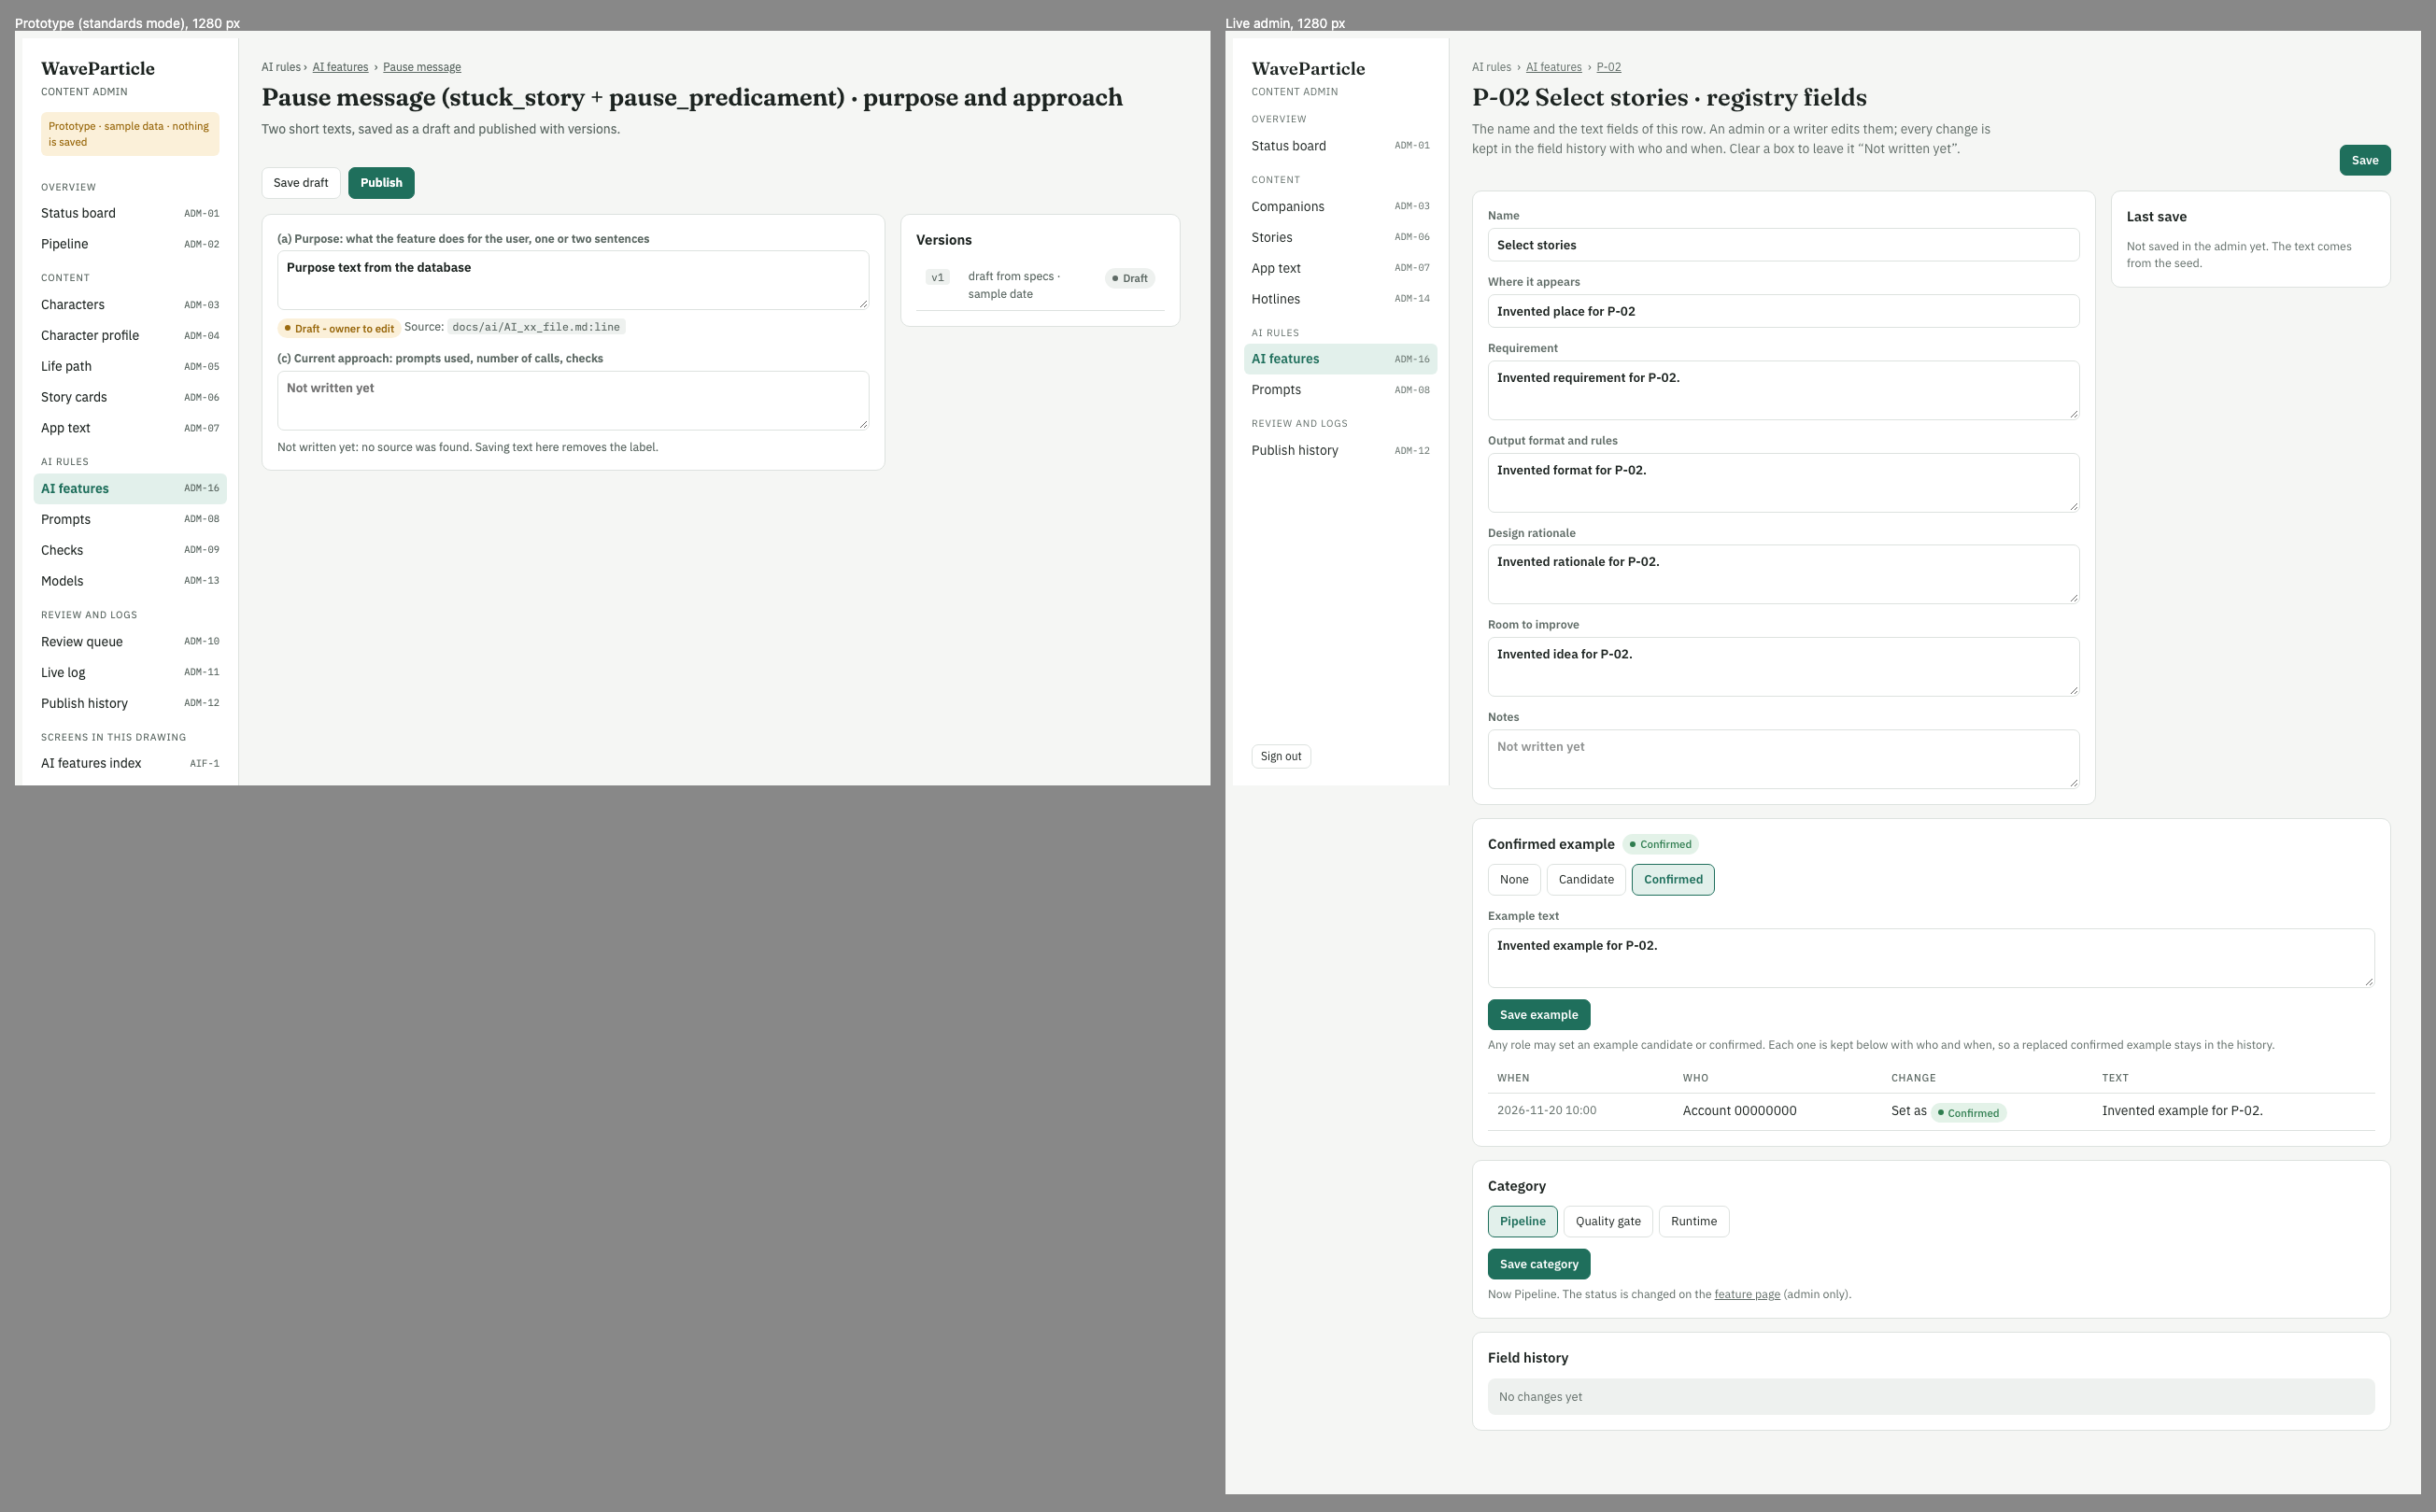 Prototype (standards mode), 1280 px
WaveParticle
CONTENT ADMIN
Prototype · sample data · nothing
is saved
OVERVIEW
Status board ADM-01
Pipeline ADM-02
CONTENT
Characters ADM-03
Character profile ADM-04
Life path ADM-05
Story cards ADM-06
App text ADM-07
AI RULES
AI features ADM-16
Prompts ADM-08
Checks ADM-09
Models ADM-13
REVIEW AND LOGS
Review queue ADM-10
Live log ADM-11
Publish history ADM-12
SCREENS IN THIS DRAWING
AI features index AIF-1
AI rules › AI features › Pause message
Pause message (stuck_story + pause_predicament) · purpose and approach
Two short texts, saved as a draft and published with versions.
Save draft Publish
(a) Purpose: what the feature does for the user, one or two sentences
Purpose text from the database
Draft - owner to edit Source: docs/ai/AI_xx_file.md:line
(c) Current approach: prompts used, number of calls, checks
Not written yet
Not written yet: no source was found. Saving text here removes the label.
Versions
v1 draft from specs · Draft
sample date
Live admin, 1280 px
WaveParticle
CONTENT ADMIN
OVERVIEW
Status board ADM-01
CONTENT
Companions ADM-03
Stories ADM-06
App text ADM-07
Hotlines ADM-14
AI RULES
AI features ADM-16
Prompts ADM-08
REVIEW AND LOGS
Publish history ADM-12
Sign out
AI rules › AI features › P-02
P-02 Select stories · registry fields
The name and the text fields of this row. An admin or a writer edits them; every change is
kept in the field history with who and when. Clear a box to leave it “Not written yet”.
Save
Name
Select stories
Where it appears
Invented place for P-02
Requirement
Invented requirement for P-02.
Output format and rules
Invented format for P-02.
Design rationale
Invented rationale for P-02.
Room to improve
Invented idea for P-02.
Notes
Not written yet
Last save
Not saved in the admin yet. The text comes
from the seed.
Confirmed example Confirmed
None Candidate Confirmed
Example text
Invented example for P-02.
Save example
Any role may set an example candidate or confirmed. Each one is kept below with who and when, so a replaced confirmed example stays in the history.
WHEN WHO CHANGE TEXT
2026-11-20 10:00 Account 00000000 Set as Confirmed Invented example for P-02.
Category
Pipeline Quality gate Runtime
Save category
Now Pipeline. The status is changed on the feature page (admin only).
Field history
No changes yet